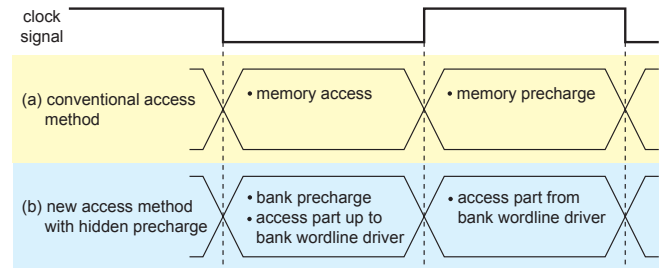 clock
signal
(a) conventional access
method
• memory access
• memory precharge
(b) new access method
with hidden precharge
• bank precharge
• access part up to
bank wordline driver
• access part from
bank wordline driver